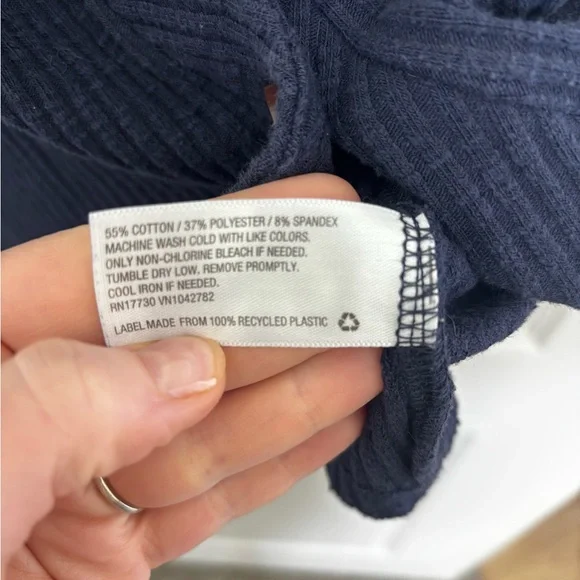 55% COTTON / 37% POLYESTER / 8% SPANDEX
MACHINE WASH COLD WITH LIKE COLORS.
ONLY NON-CHLORINE BLEACH IF NEEDED.
TUMBLE DRY LOW. REMOVE PROMPTLY.
COOL IRON IF NEEDED.
RN17730 VN1042782
LABEL MADE FROM 100% RECYCLED PLASTIC